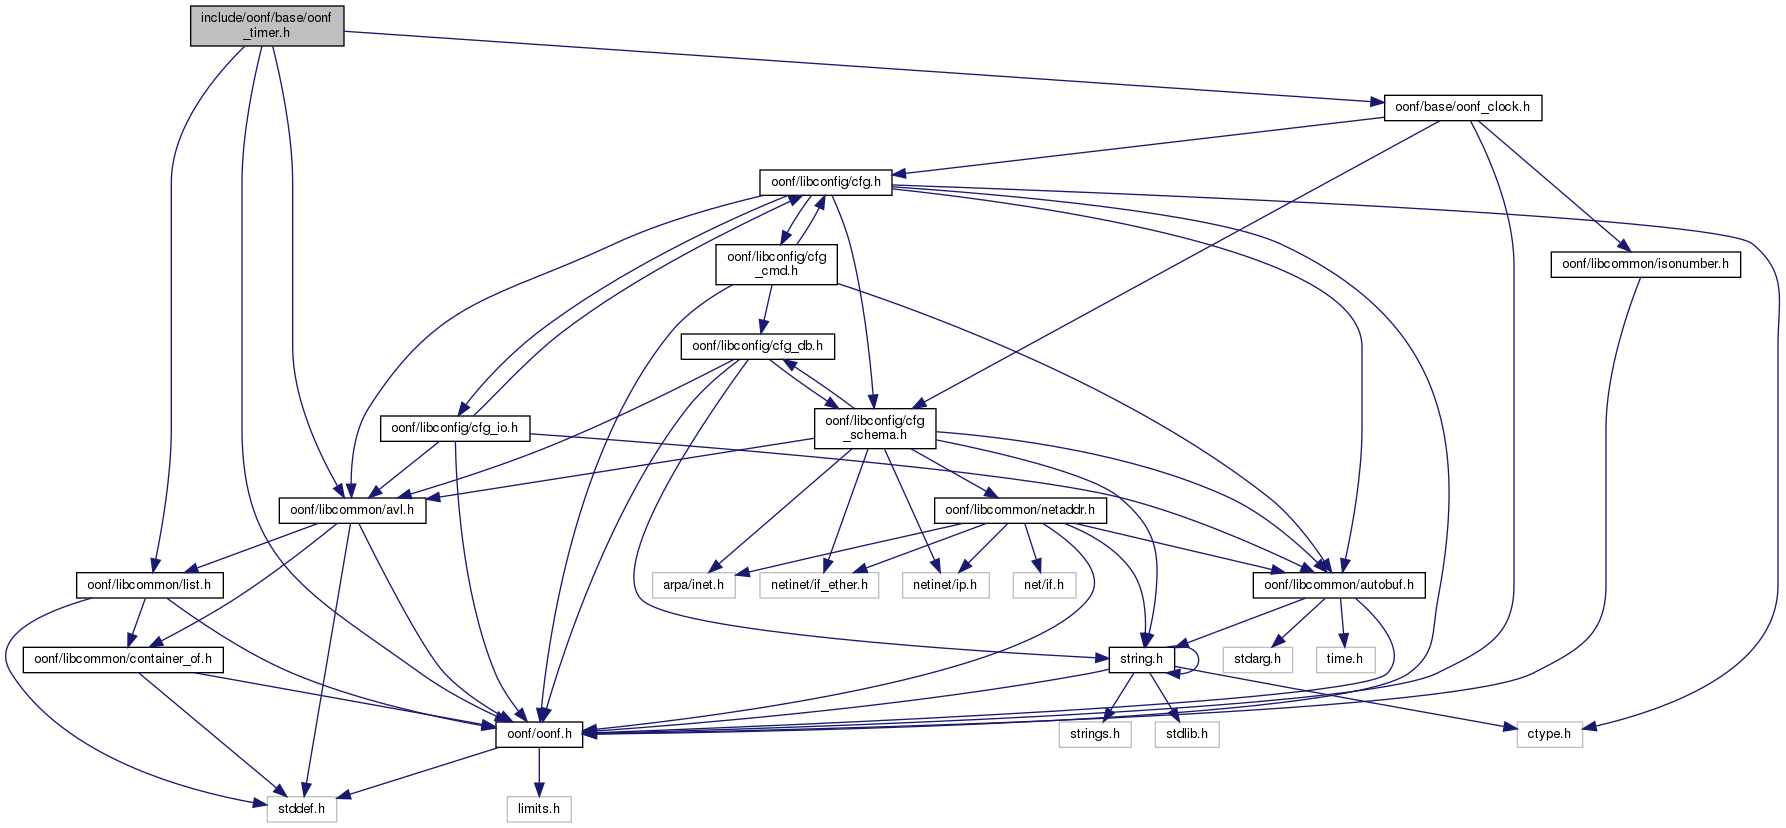 include/oonf/base/oonf
_timer.h
oonf/base/oonf_clock.h
oonf/libconfig/cfg.h
oonf/libconfig/cfg
_cmd.h
oonf/libcommon/isonumber.h
oonf/libconfig/cfg_db.h
oonf/libconfig/cfg_io.h
oonf/libconfig/cfg
_schema.h
oonf/libcommon/avl.h
oonf/libcommon/netaddr.h
oonf/libcommon/list.h
arpa/inet.h
netinet/if_ether.h
netinet/ip.h
net/if.h
oonf/libcommon/autobuf.h
oonf/libcommon/container_of.h
string.h
stdarg.h
time.h
oonf/oonf.h
strings.h
stdlib.h
ctype.h
stddef.h
limits.h